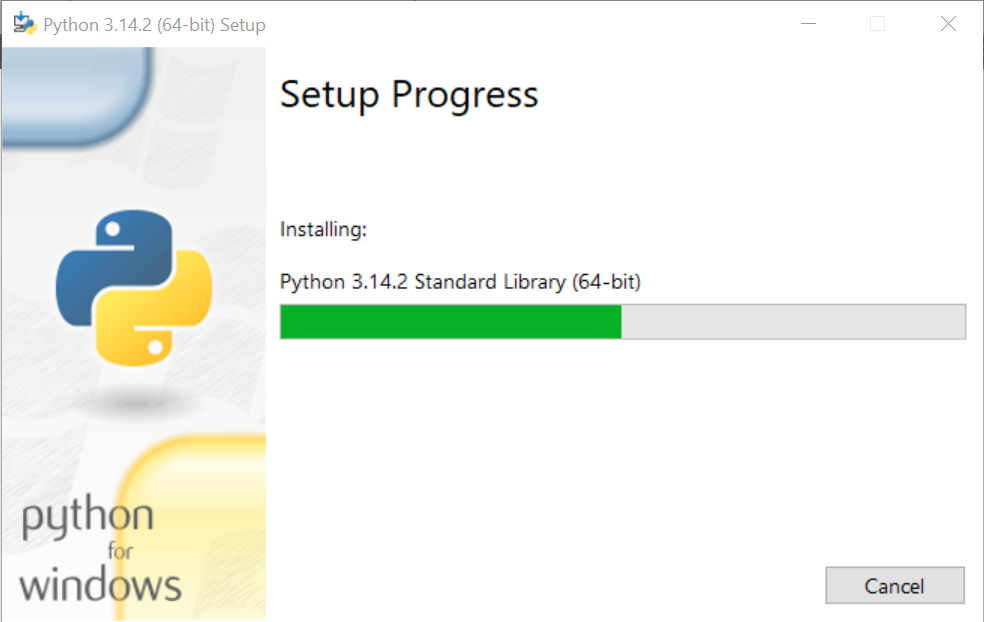 Python 3.14.2 (64-bit) Setup
Setup Progress
Installing:
Python 3.14.2 Standard Library (64-bit)
python
for
windows
Cancel